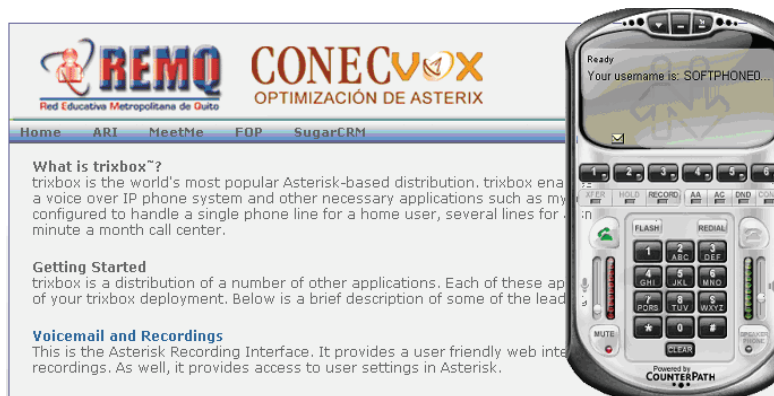 REMQ
Red Educativa Metropolitana de Quito
CONECVOX
OPTIMIZACIÓN DE ASTERIX
Home ARI MeetMe FOP SugarCRM
What is trixbox™?
trixbox is the world's most popular Asterisk-based distribution. trixbox ena
a voice over IP phone system and other necessary applications such as my
configured to handle a single phone line for a home user, several lines for
minute a month call center.
Getting Started
trixbox is a distribution of a number of other applications. Each of these ap
of your trixbox deployment. Below is a brief description of some of the lead
Voicemail and Recordings
This is the Asterisk Recording Interface. It provides a user friendly web inte
recordings. As well, it provides access to user settings in Asterisk.
Ready
Your username is: SOFTPHONE0...
1 2 3 4 5 6
XFER HOLD RECORD AA AC DND CON
FLASH REDIAL
1 2 ABC 3 DEF
4 GHI 5 JKL 6 MNO
7 PQRS 8 TUV 9 WXYZ
* 0 #
MUTE SPEAKER PHONE
CLEAR
Powered by
COUNTERPATH